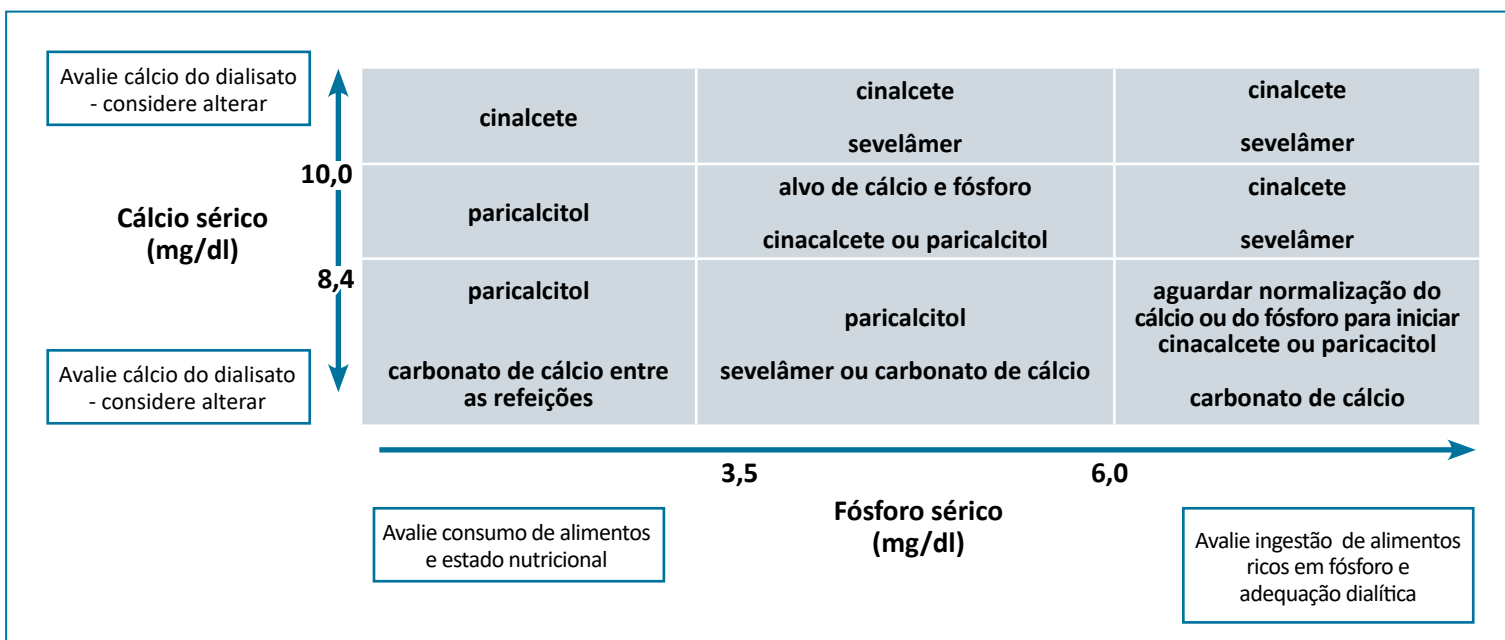 Avalie cálcio do dialisato
- considere alterar
10,0
Cálcio sérico
(mg/dl)
8,4
Avalie cálcio do dialisato
- considere alterar
cinalcete
cinalcete
sevelâmer
cinalcete
sevelâmer
paricalcitol
alvo de cálcio e fósforo
cinacalcete ou paricalcitol
cinalcete
sevelâmer
paricalcitol
carbonato de cálcio entre
as refeições
paricalcitol
sevelâmer ou carbonato de cálcio
aguardar normalização do
cálcio ou do fósforo para iniciar
cinacalcete ou paricacitol
carbonato de cálcio
3,5
6,0
Fósforo sérico
(mg/dl)
Avalie consumo de alimentos
e estado nutricional
Avalie ingestão de alimentos
ricos em fósforo e
adequação dialítica